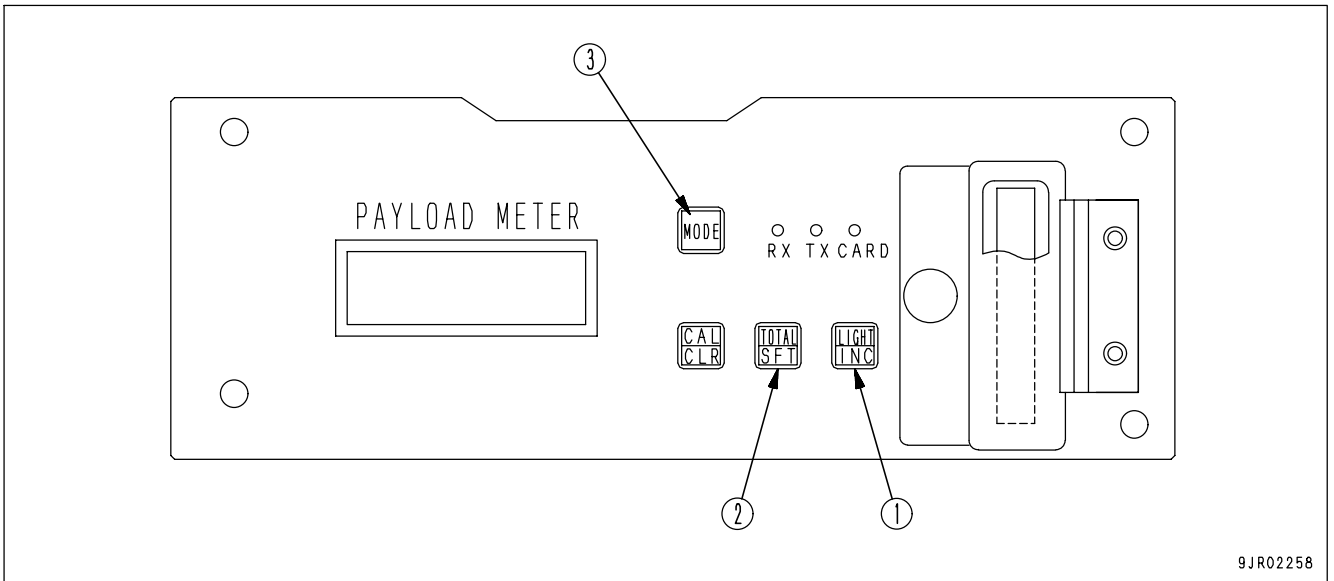 3
PAYLOAD METER
MODE
RX TX CARD
CAL
CLR
TOTAL
SFT
LIGHT
INC
2
1
9JR02258